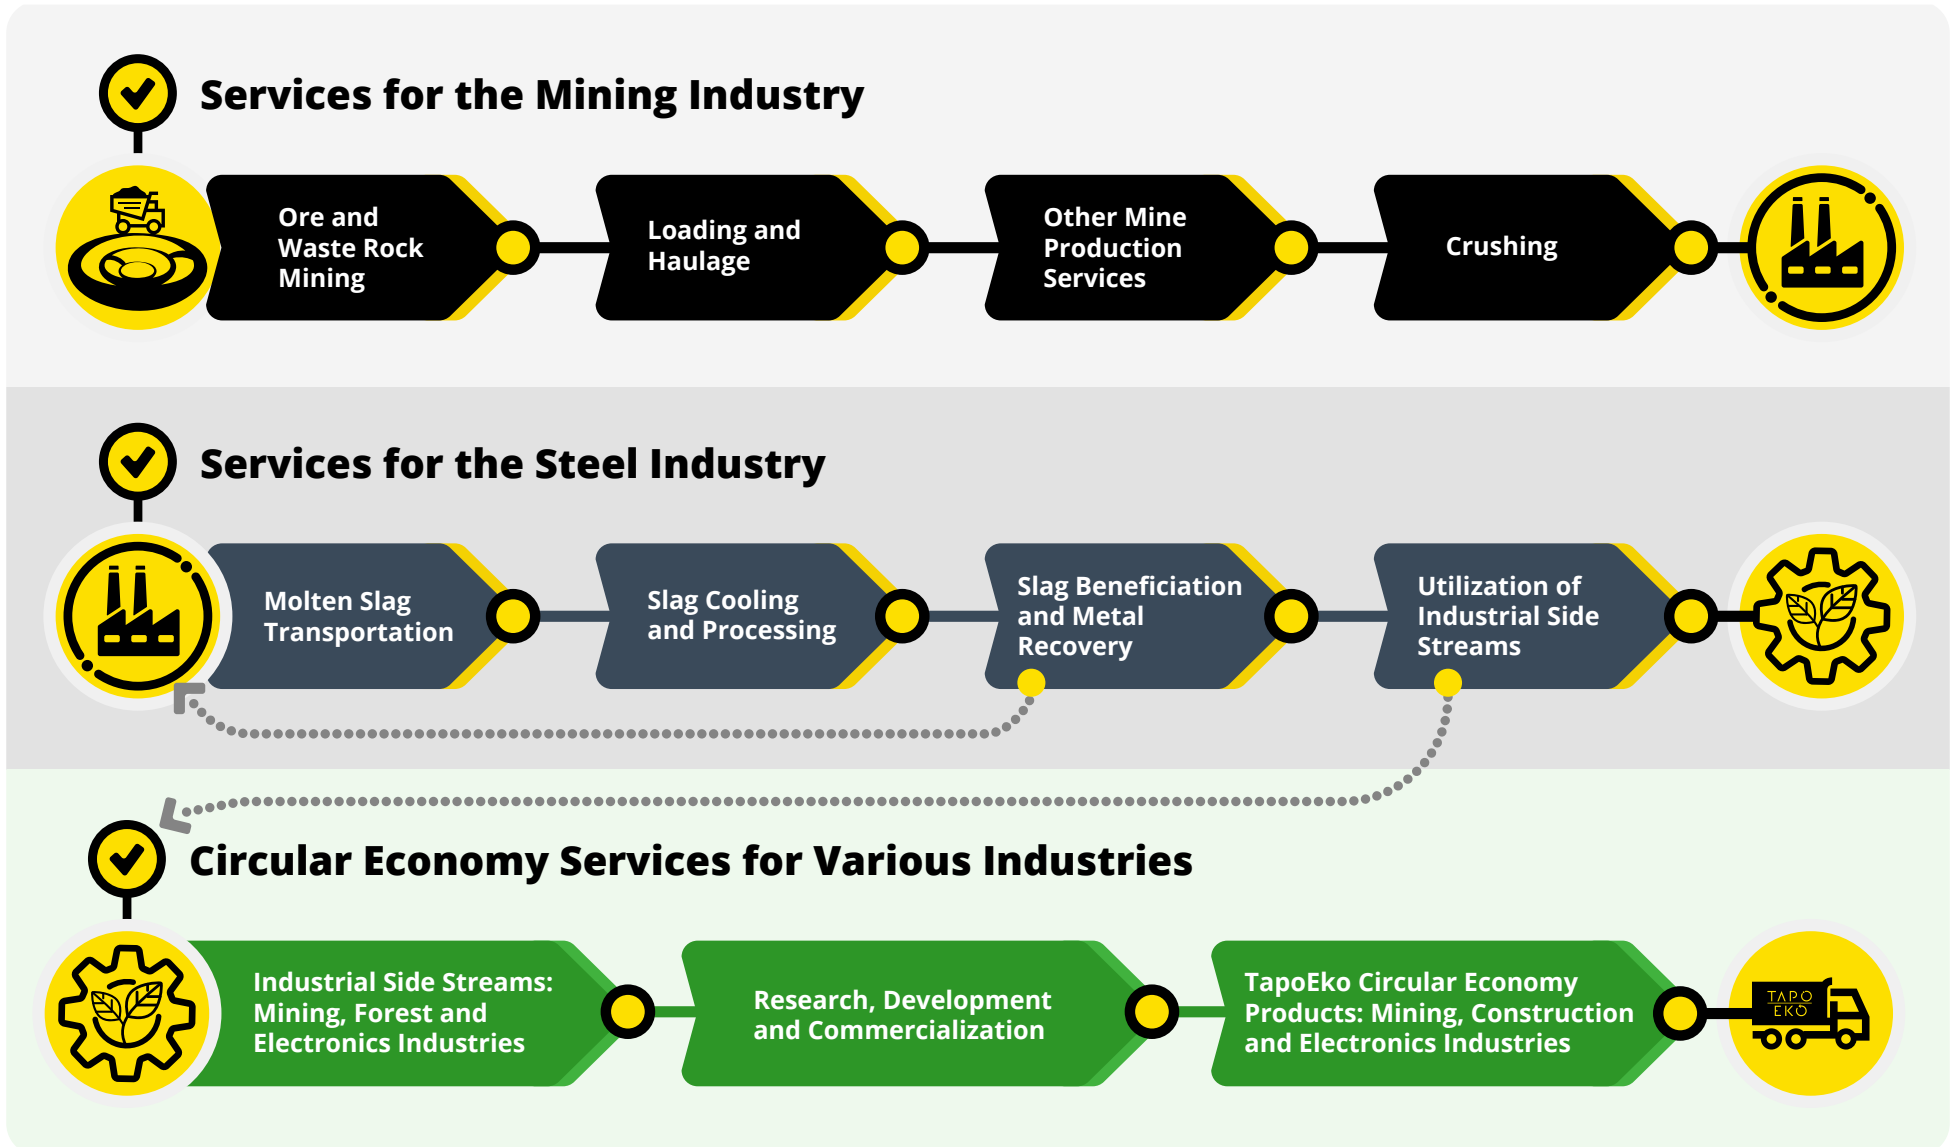 Services for the Mining Industry
Ore and
Waste Rock
Mining
Loading and
Haulage
Other Mine
Production
Services
Crushing
Services for the Steel Industry
Molten Slag
Transportation
Slag Cooling
and Processing
Slag Beneficiation
and Metal
Recovery
Utilization of
Industrial Side
Streams
Circular Economy Services for Various Industries
Industrial Side Streams:
Mining, Forest and
Electronics Industries
Research, Development
and Commercialization
TapoEko Circular Economy
Products: Mining, Construction
and Electronics Industries
TAPO
EKO